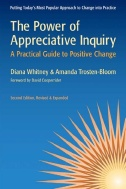 Putting Today's Most Popular Approach to Change into Practice
The Power of
Appreciative Inquiry
A Practical Guide to Positive Change
Diana Whitney & Amanda Trosten-Bloom
Foreword by David Cooperrider
Second Edition, Revised & Expanded